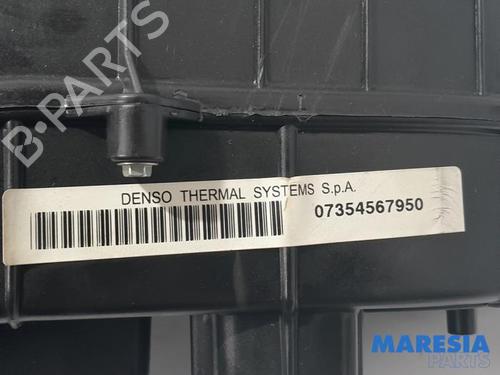 B-PARTS
DENSO THERMAL SYSTEMS S.p.A.
07354567950
MARESIA
PARTS